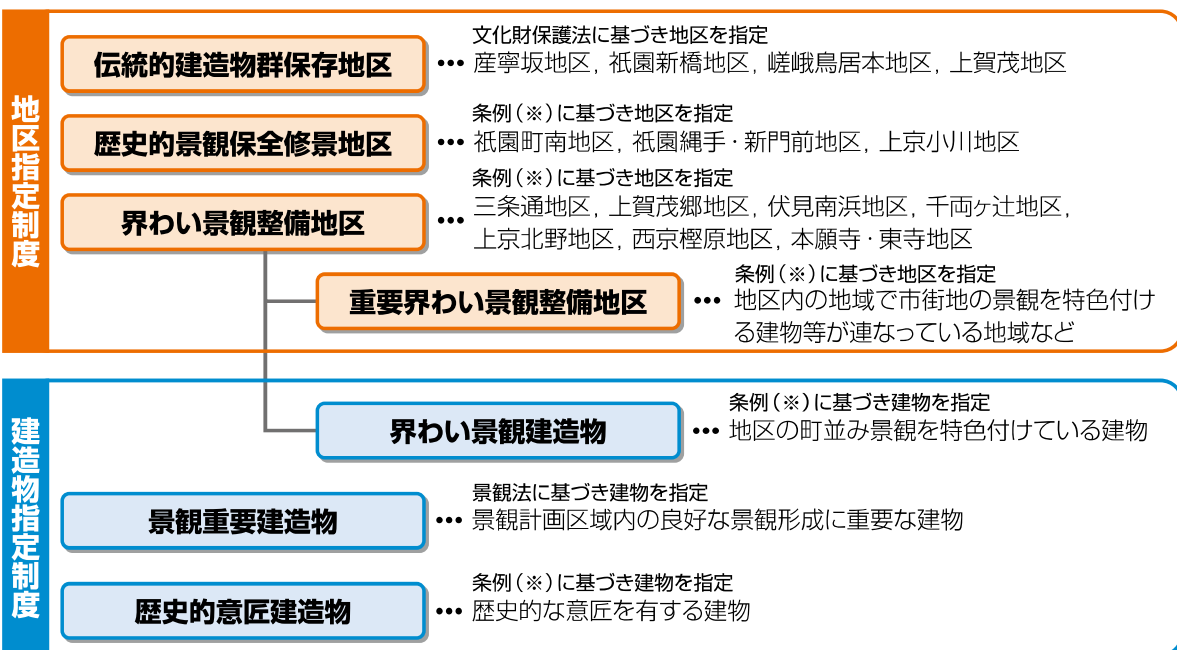 地区指定制度
伝統的建造物群保存地区
文化財保護法に基づき地区を指定
••• 産寧坂地区, 祇園新橋地区, 嵯峨鳥居本地区, 上賀茂地区
歴史的景観保全修景地区
条例(※)に基づき地区を指定
••• 祇園町南地区, 祇園縄手・新門前地区, 上京小川地区
界わい景観整備地区
条例(※)に基づき地区を指定
••• 三条通地区, 上賀茂郷地区, 伏見南浜地区, 千両ヶ辻地区,
上京北野地区, 西京樫原地区, 本願寺・東寺地区
重要界わい景観整備地区
条例(※)に基づき地区を指定
••• 地区内の地域で市街地の景観を特色付け
る建物等が連なっている地域など
建造物指定制度
界わい景観建造物
条例(※)に基づき建物を指定
••• 地区の町並み景観を特色付けている建物
景観重要建造物
景観法に基づき建物を指定
••• 景観計画区域内の良好な景観形成に重要な建物
歴史的意匠建造物
条例(※)に基づき建物を指定
••• 歴史的な意匠を有する建物